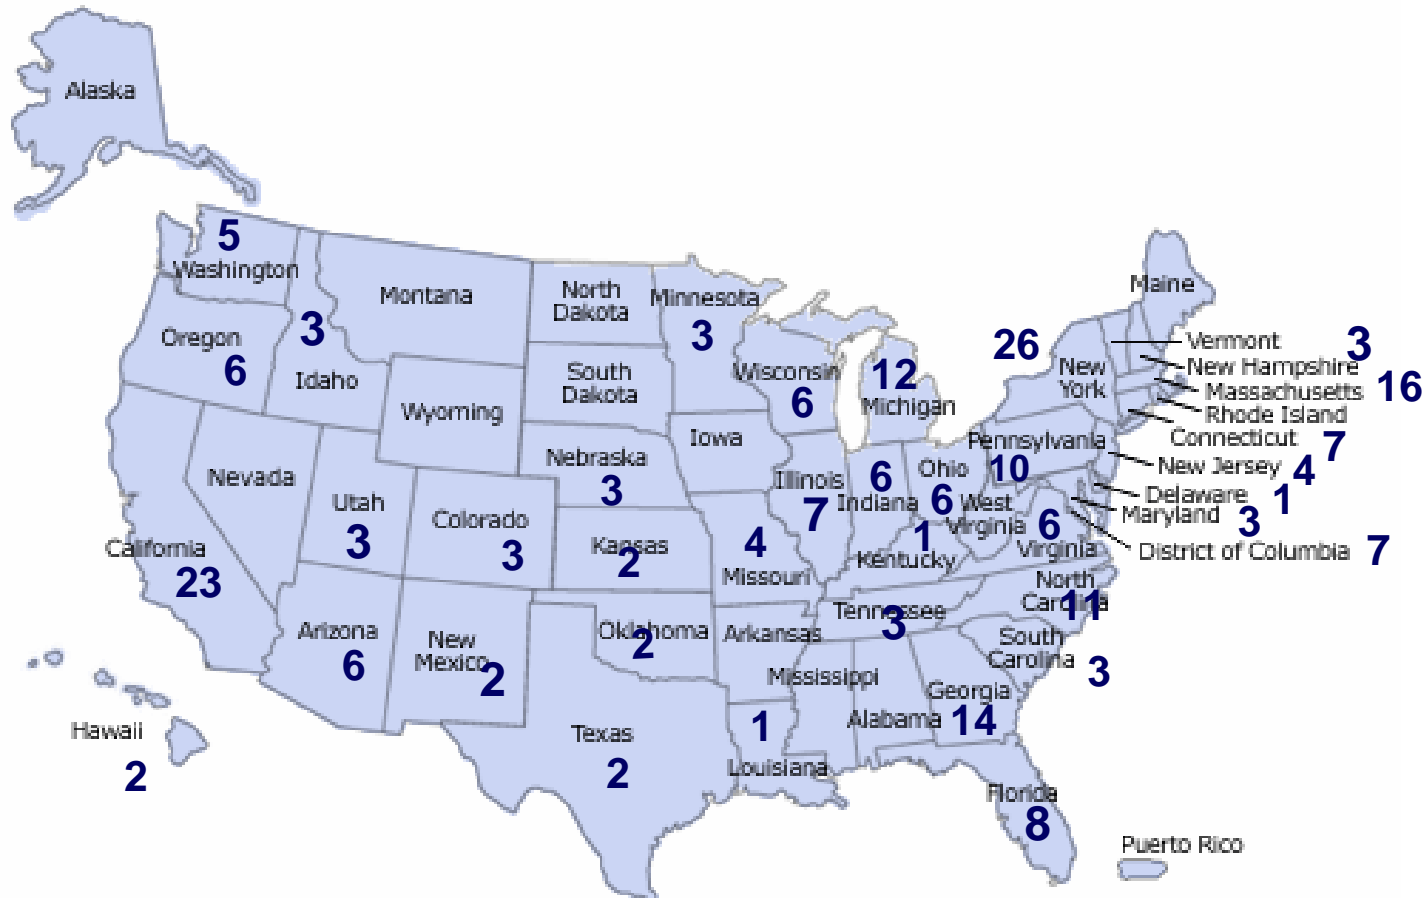 Alaska
5
Washington
Montana
North
Dakota
Minnesota
3
Oregon
6
3
Idaho
Wyoming
South
Dakota
Wisconsin
6
12
Michigan
26
New
York
Maine
Vermont 3
New Hampshire
Massachusetts 16
Rhode Island
Connecticut 7
New Jersey 4
Delaware 1
Maryland 3
District of Columbia 7
Pennsylvania
10
Nevada
Utah
3
Colorado
3
Nebraska
3
Iowa
Illinois
7
6
Indiana
Ohio
6
West
Virginia
6
Virginia
California
23
Kansas
2
4
Missouri
1
Kentucky
North
Carolina
11
Tennessee
3
Arizona
6
New
Mexico
2
Oklahoma
2
Arkansas
South
Carolina
3
Mississippi
Alabama
Georgia
14
Hawaii
2
Texas
2
1
Louisiana
Florida
8
Puerto Rico